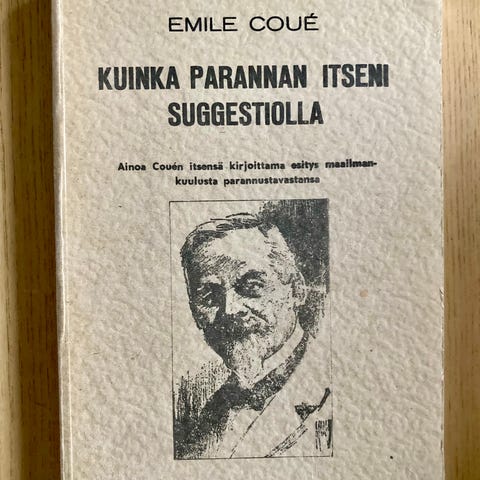 EMILE COUÉ
KUINKA PARANNAN ITSENI
SUGGESTIOLLA
Ainoa Couén itsensä kirjoittama esitys maailman-
kuulusta parannustavastansa